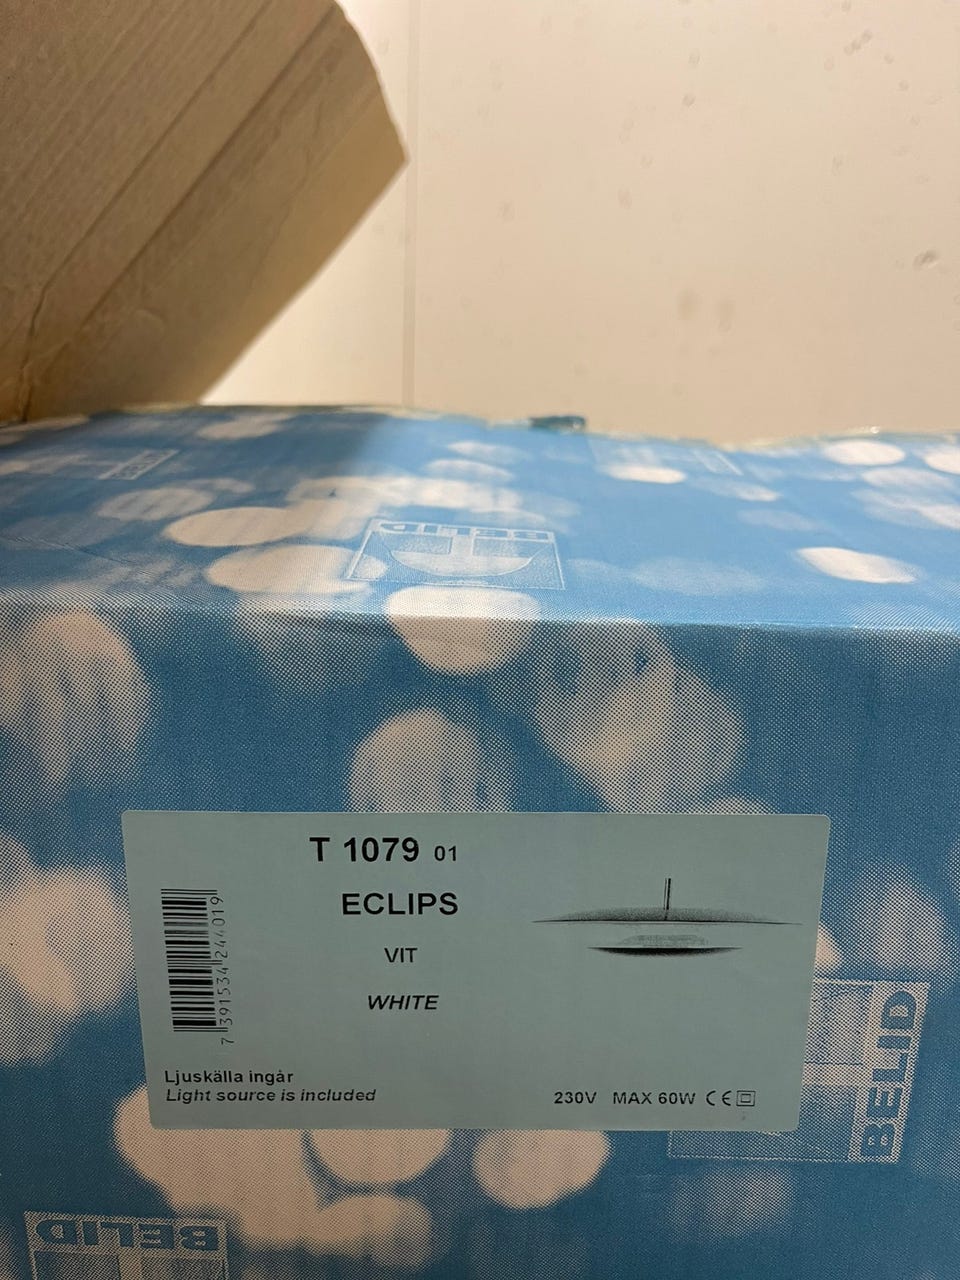 BELID
BELID
T 1079 01
ECLIPS
VIT
WHITE
7 391534 244019
Ljuskälla ingår
Light source is included
230V MAX 60W CE
BELID
BELID